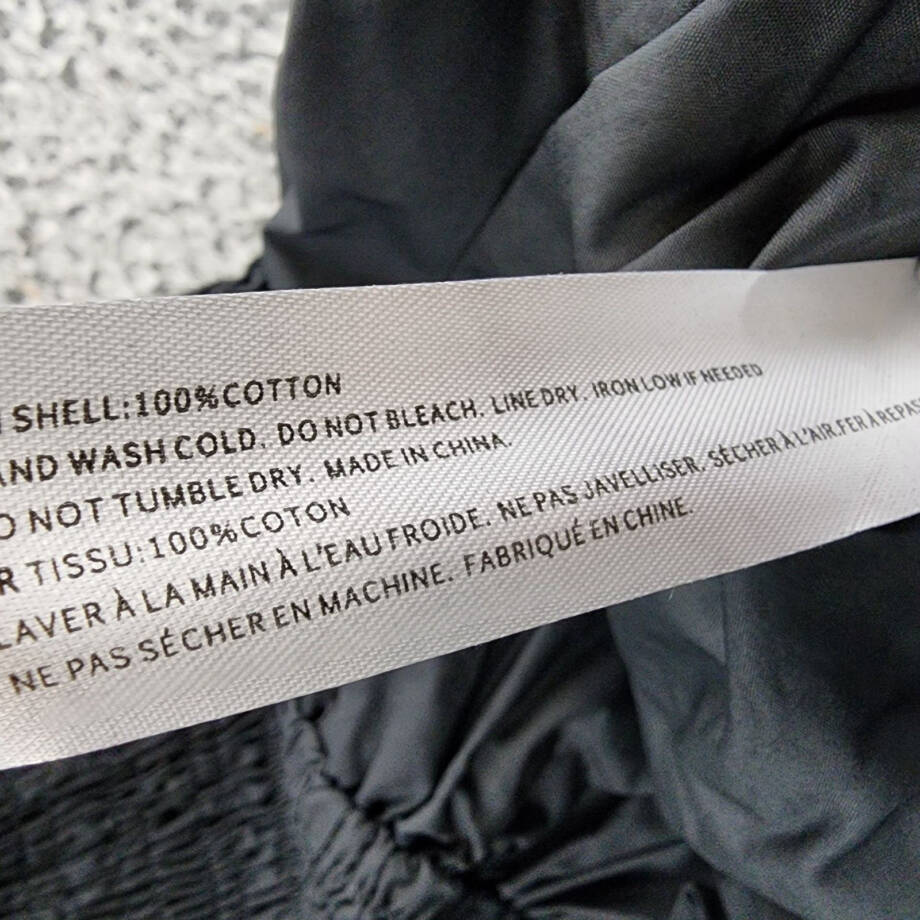 SHELL:100%COTTON
AND WASH COLD. DO NOT BLEACH. LINE DRY. IRON LOW IF NEEDED
O NOT TUMBLE DRY. MADE IN CHINA.
R TISSU:100%COTON
LAVER À LA MAIN À L'EAU FROIDE. NE PAS JAVELLISER. SÉCHER À L'AIR.FER À REPAS
NE PAS SÉCHER EN MACHINE. FABRIQUÉ EN CHINE.